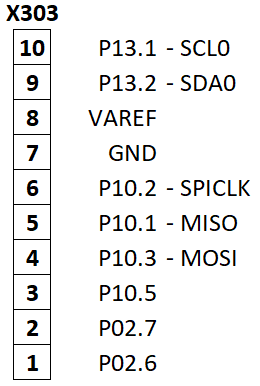 X303
10 P13.1 - SCL0
9 P13.2 - SDA0
8 VAREF
7 GND
6 P10.2 - SPICLK
5 P10.1 - MISO
4 P10.3 - MOSI
3 P10.5
2 P02.7
1 P02.6